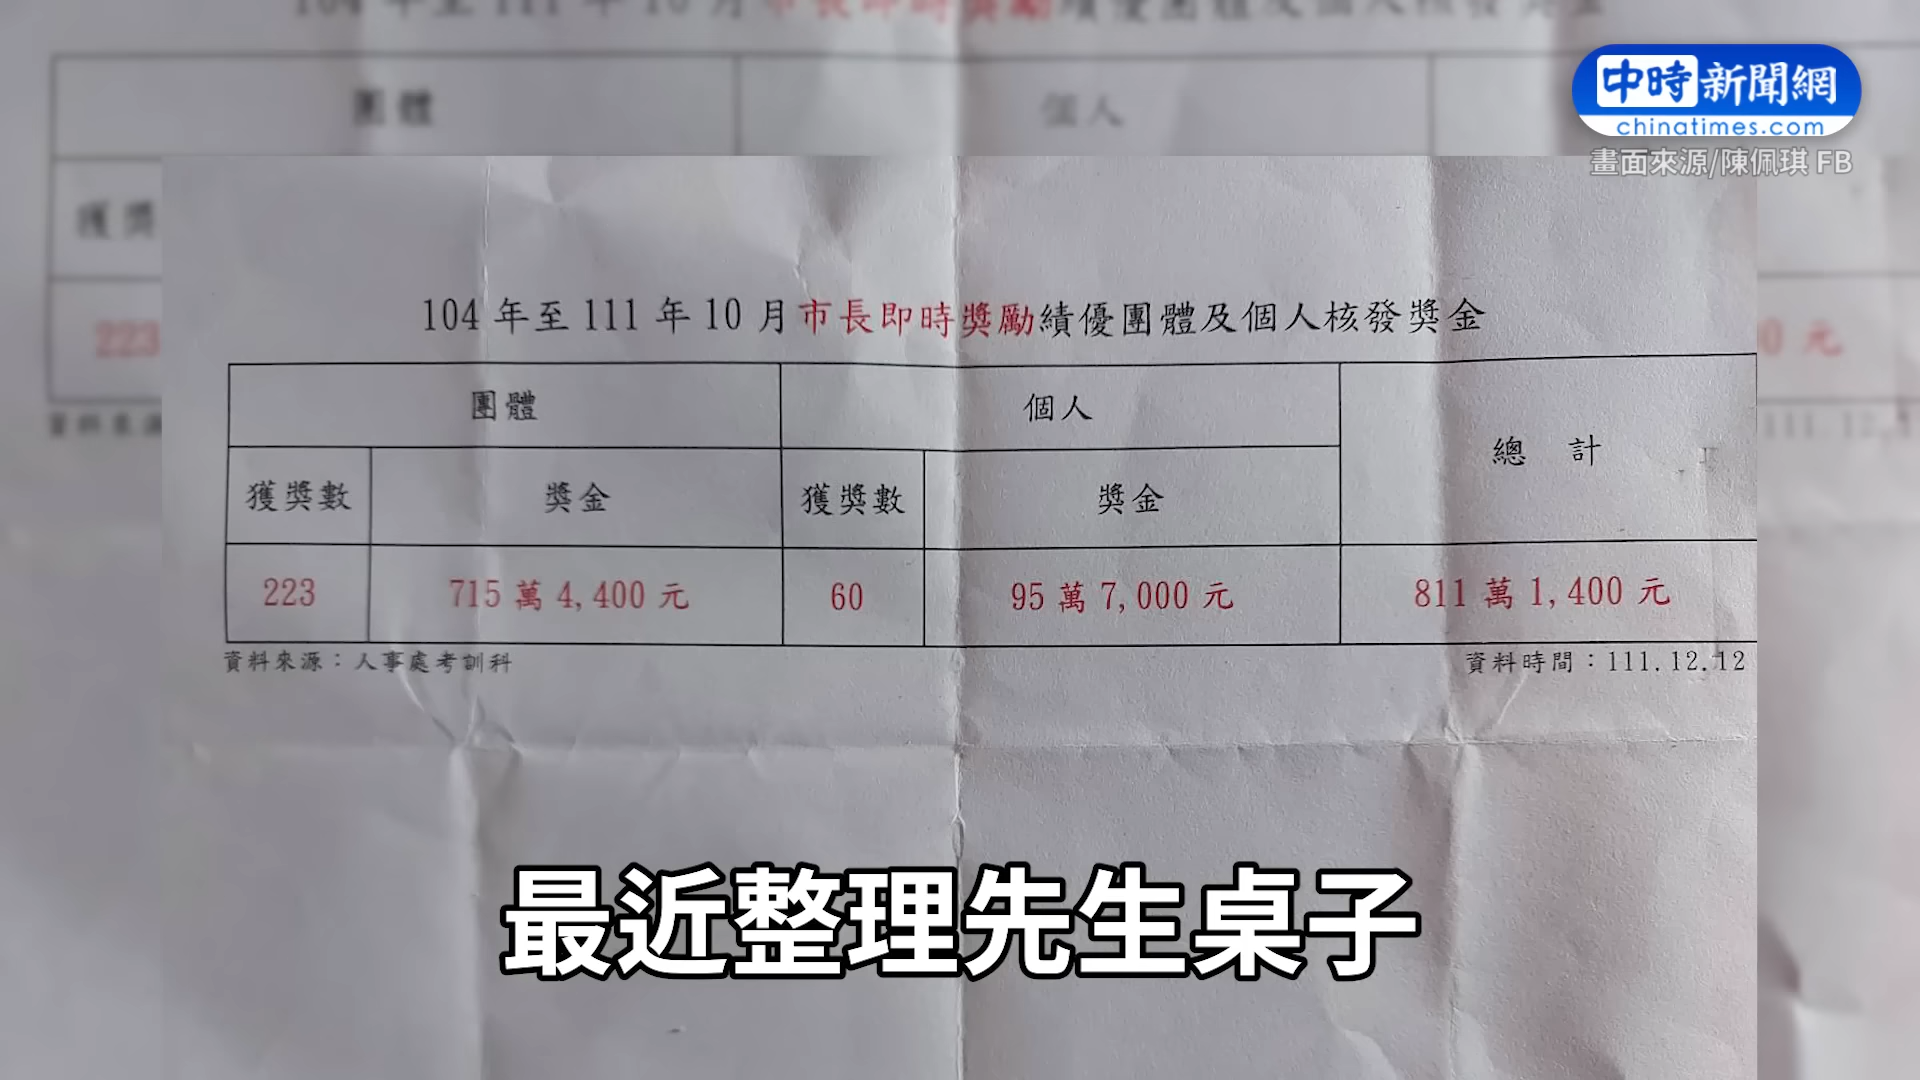 中時新聞網
chinatimes.com
畫面來源/陳佩琪 FB
104 年至 111 年 10 月市長即時獎勵績優團體及個人核發獎金
團體
個人
總 計
獲獎數
獎金
獲獎數
獎金
223
715 萬 4,400 元
60
95 萬 7,000 元
811 萬 1,400 元
資料來源：人事處考訓科
資料時間：111.12.12
最近整理先生桌子